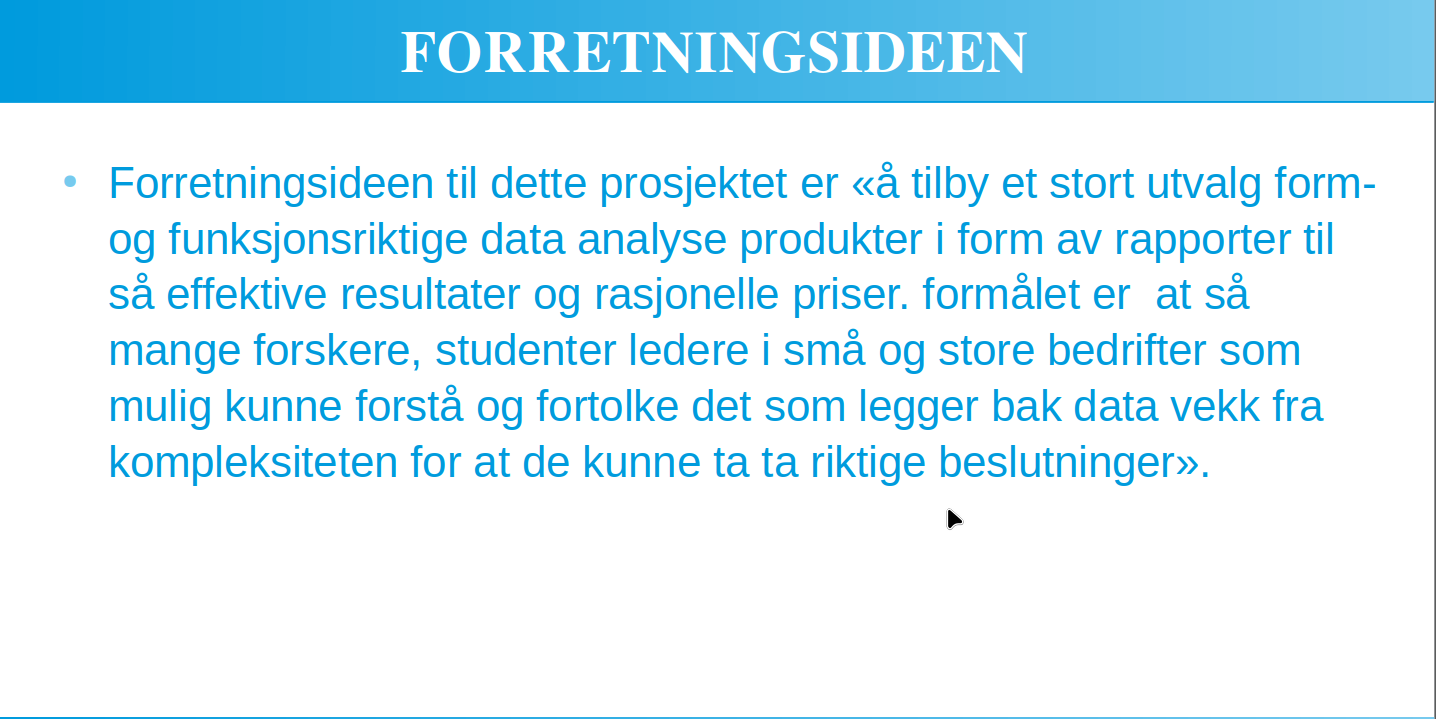 FORRETNINGSIDEEN
• Forretningsideen til dette prosjektet er «å tilby et stort utvalg form-
og funksjonsriktige data analyse produkter i form av rapporter til
så effektive resultater og rasjonelle priser. formålet er  at så
mange forskere, studenter ledere i små og store bedrifter som
mulig kunne forstå og fortolke det som legger bak data vekk fra
kompleksiteten for at de kunne ta ta riktige beslutninger».